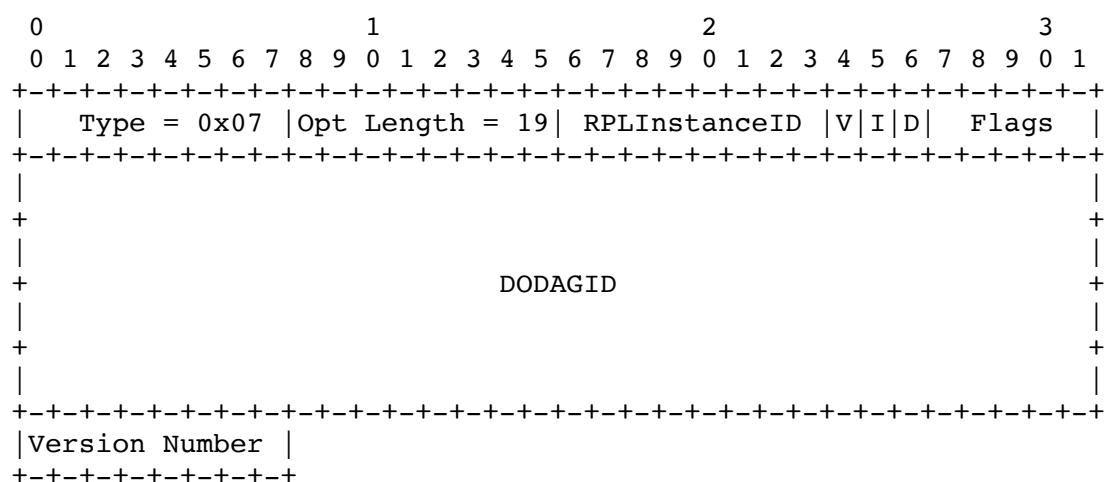 0                   1                   2                   3
 0 1 2 3 4 5 6 7 8 9 0 1 2 3 4 5 6 7 8 9 0 1 2 3 4 5 6 7 8 9 0 1
+-+-+-+-+-+-+-+-+-+-+-+-+-+-+-+-+-+-+-+-+-+-+-+-+-+-+-+-+-+-+-+-+
|   Type = 0x07 |Opt Length = 19| RPLInstanceID |V|I|D|  Flags  |
+-+-+-+-+-+-+-+-+-+-+-+-+-+-+-+-+-+-+-+-+-+-+-+-+-+-+-+-+-+-+-+-+
|                                                               |
+                                                               +
|                                                               |
+                            DODAGID                            +
|                                                               |
+                                                               +
|                                                               |
+-+-+-+-+-+-+-+-+-+-+-+-+-+-+-+-+-+-+-+-+-+-+-+-+-+-+-+-+-+-+-+-+
|Version Number |
+-+-+-+-+-+-+-+-+